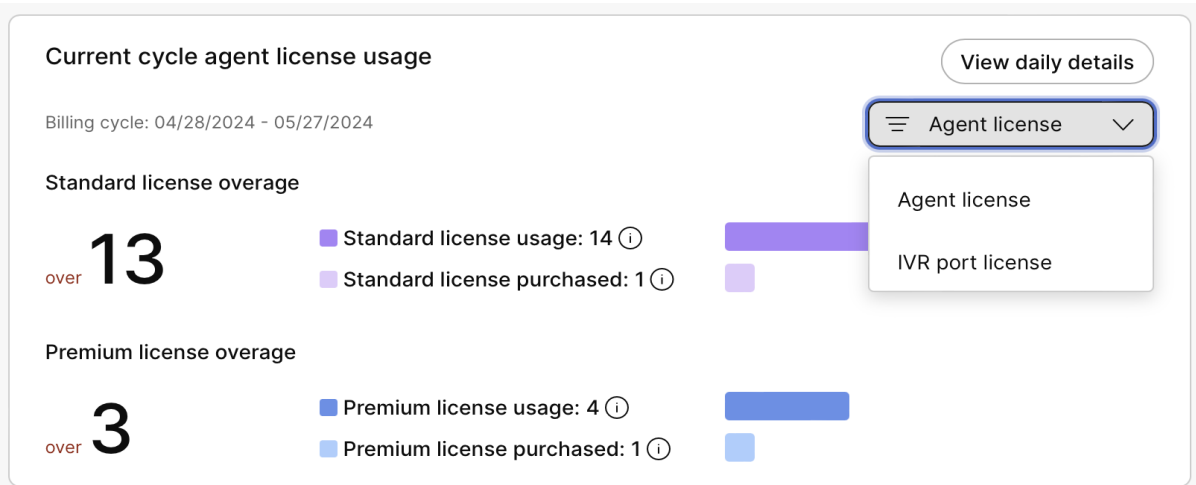 Current cycle agent license usage
View daily details
Billing cycle: 04/28/2024 - 05/27/2024
Agent license
Agent license
IVR port license
Standard license overage
over 13
Standard license usage: 14
Standard license purchased: 1
Premium license overage
over 3
Premium license usage: 4
Premium license purchased: 1